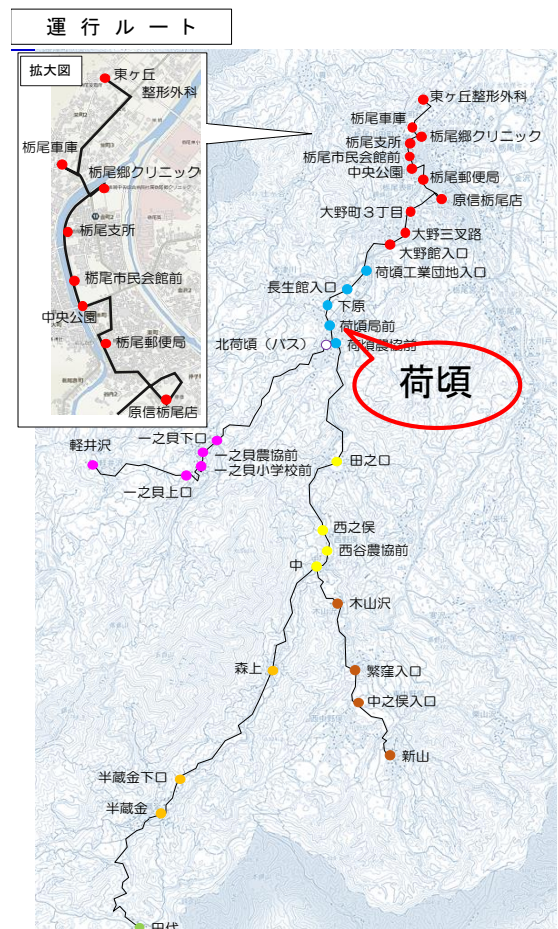 運行ルート
拡大図
東ヶ丘
整形外科
栃尾車庫
栃尾郷クリニック
栃尾支所
栃尾市民会館前
中央公園
栃尾郵便局
原信栃尾店
東ヶ丘整形外科
栃尾車庫
栃尾郷クリニック
栃尾支所
栃尾市民会館前
中央公園
栃尾郵便局
原信栃尾店
大野町3丁目
大野三叉路
大野館入口
荷頃工業団地入口
長生館入口
下原
荷頃局前
北荷頃(バス)
荷頃農協前
荷頃
一之貝下口
一之貝農協前
軽井沢
一之貝小学校前
一之貝上口
田之口
西之俣
西谷農協前
中
木山沢
森上
繁窪入口
中之俣入口
新山
半蔵金下口
半蔵金
田代